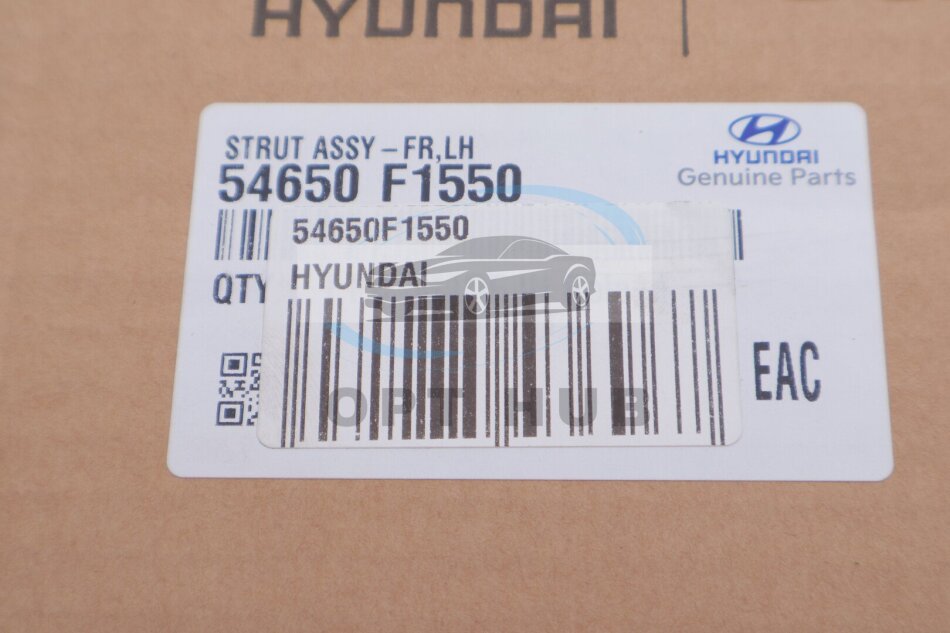 HYUNDAI
STRUT ASSY – FR,LH
54650 F1550
HYUNDAI
Genuine Parts
54650F1550
HYUNDAI
QTY
EAC
OPT HUB